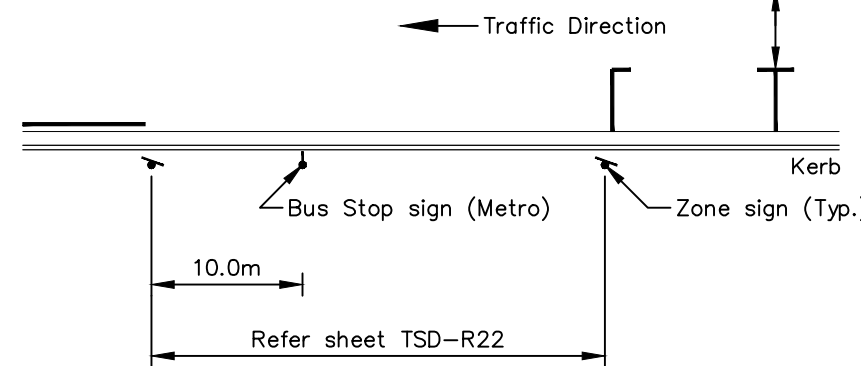 Traffic Direction
Kerb
Bus Stop sign (Metro)
Zone sign (Typ.)
10.0m
Refer sheet TSD-R22